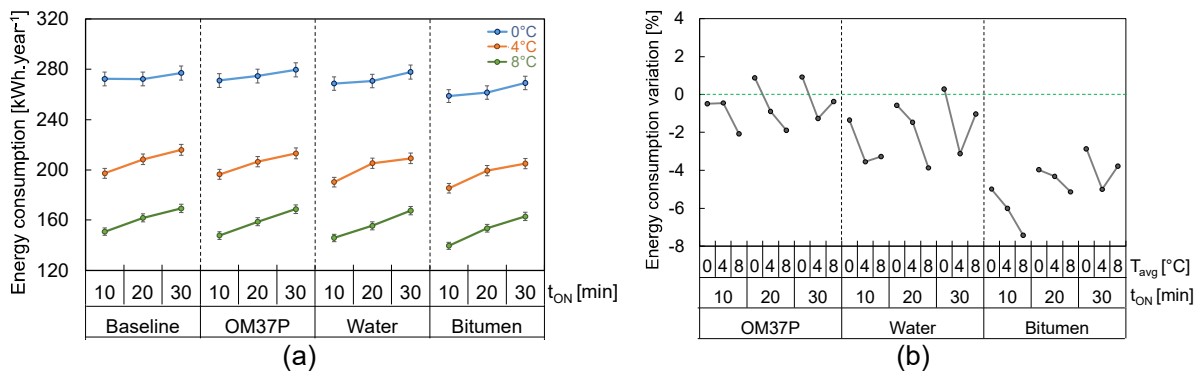 320
280
240
200
160
120
Energy consumption [kWh.year⁻¹]
0°C
4°C
8°C
10 20 30 10 20 30 10 20 30 10 20 30 t_ON [min]
Baseline OM37P Water Bitumen
(a)
4
2
0
-2
-4
-6
-8
Energy consumption variation [%]
0 4 8 0 4 8 0 4 8 0 4 8 0 4 8 0 4 8 0 4 8 0 4 8 0 4 8 T_avg [°C]
10 20 30 10 20 30 10 20 30 t_ON [min]
OM37P Water Bitumen
(b)